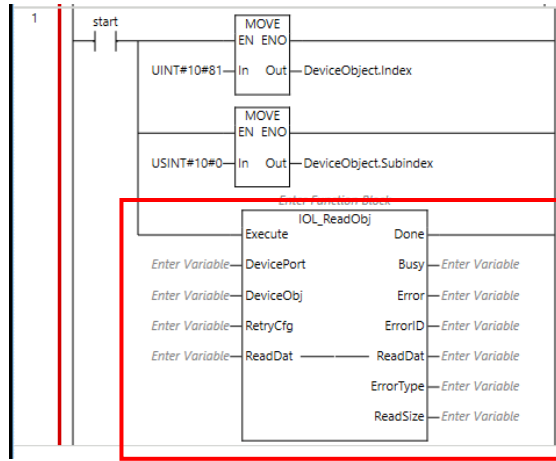 1
start
MOVE
EN ENO
UINT#10#81 In Out DeviceObject.Index
MOVE
EN ENO
USINT#10#0 In Out DeviceObject.Subindex
Enter Function Block
IOL_ReadObj
Execute Done
Enter Variable DevicePort Busy Enter Variable
Enter Variable DeviceObj Error Enter Variable
Enter Variable RetryCfg ErrorID Enter Variable
Enter Variable ReadDat ReadDat Enter Variable
ErrorType Enter Variable
ReadSize Enter Variable